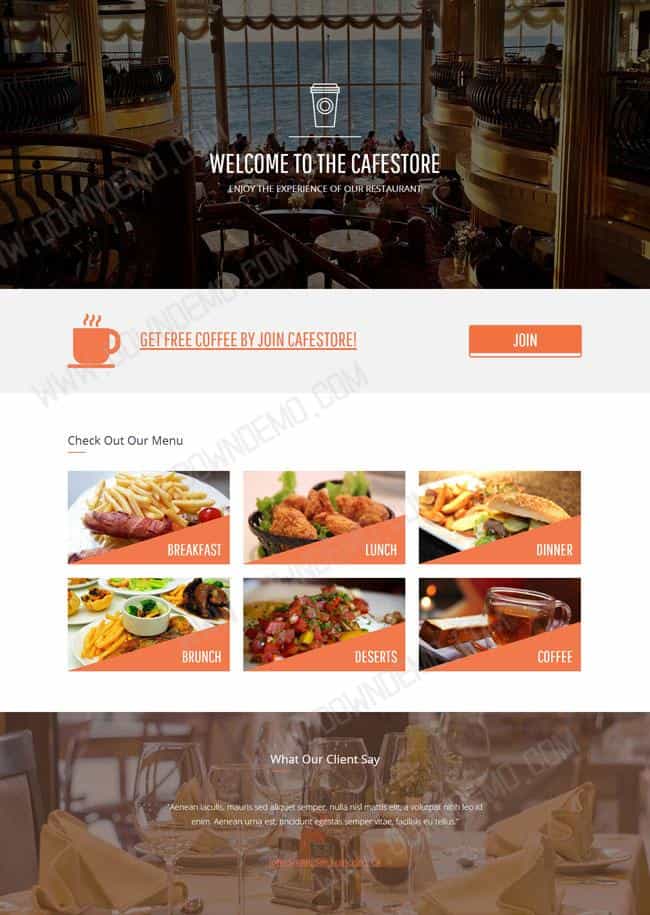 WELCOME TO THE CAFESTORE
ENJOY THE EXPERIENCE OF OUR RESTAURANT
GET FREE COFFEE BY JOIN CAFESTORE!
JOIN
Check Out Our Menu
BREAKFAST
LUNCH
DINNER
BRUNCH
DESERTS
COFFEE
What Our Client Say
"Aenean iaculis, mauris sed aliquet semper, nulla nisl mattis elit, a volutpat nibh leo id
enim. Aenean urna est, tincidunt egestas semper vitae, facilisis eu tellus."
WWW.DOWNDEMO.COM